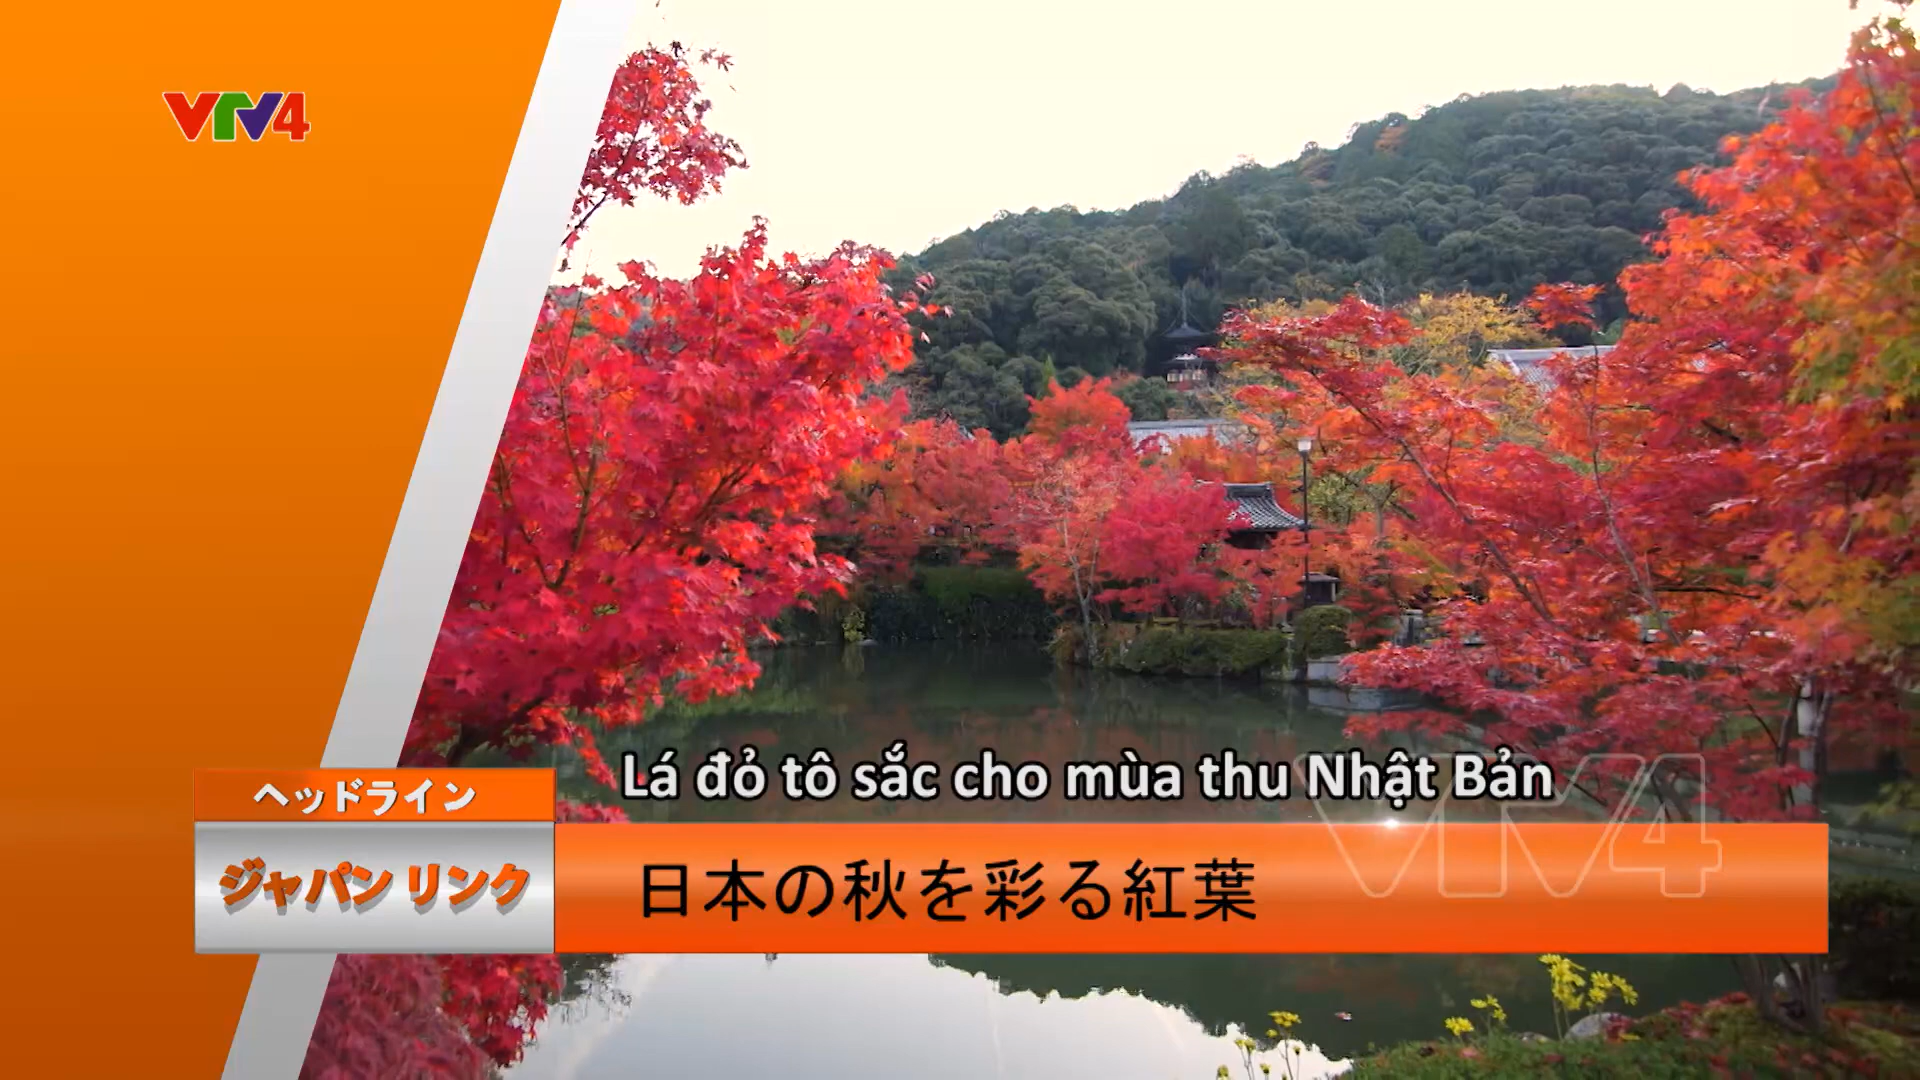 VTV4
Lá đỏ tô sắc cho mùa thu Nhật Bản
VTV4
ヘッドライン
ジャパン リンク
日本の秋を彩る紅葉